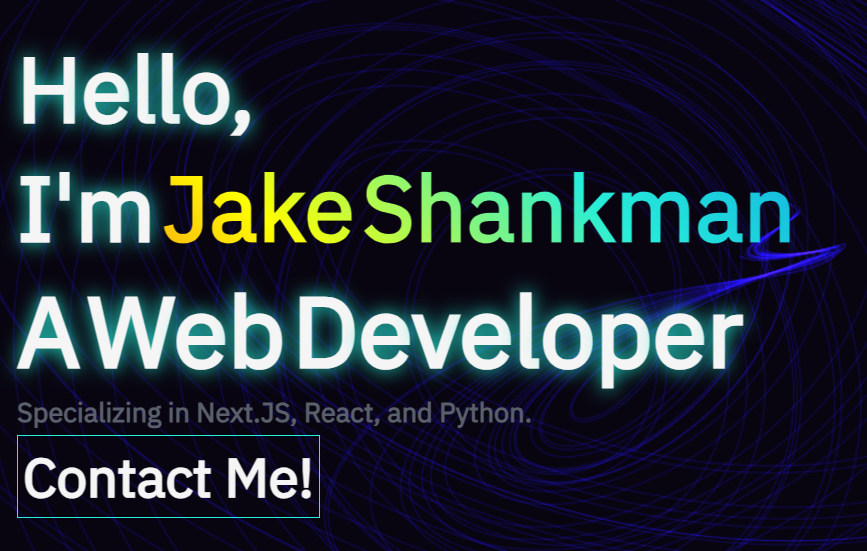 Hello,
I'm Jake Shankman
A Web Developer
Specializing in Next.JS, React, and Python.
Contact Me!